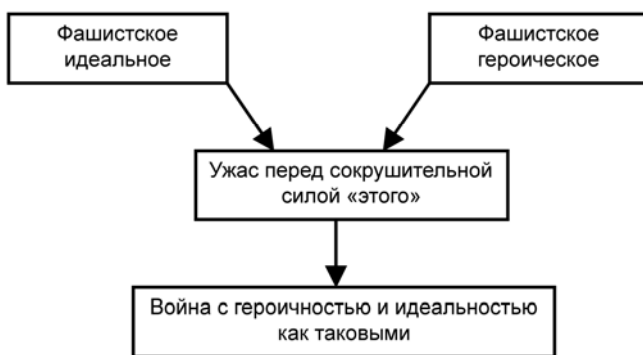 Фашистское
идеальное
Фашистское
героическое
Ужас перед сокрушительной
силой «этого»
Война с героичностью и идеальностью
как таковыми